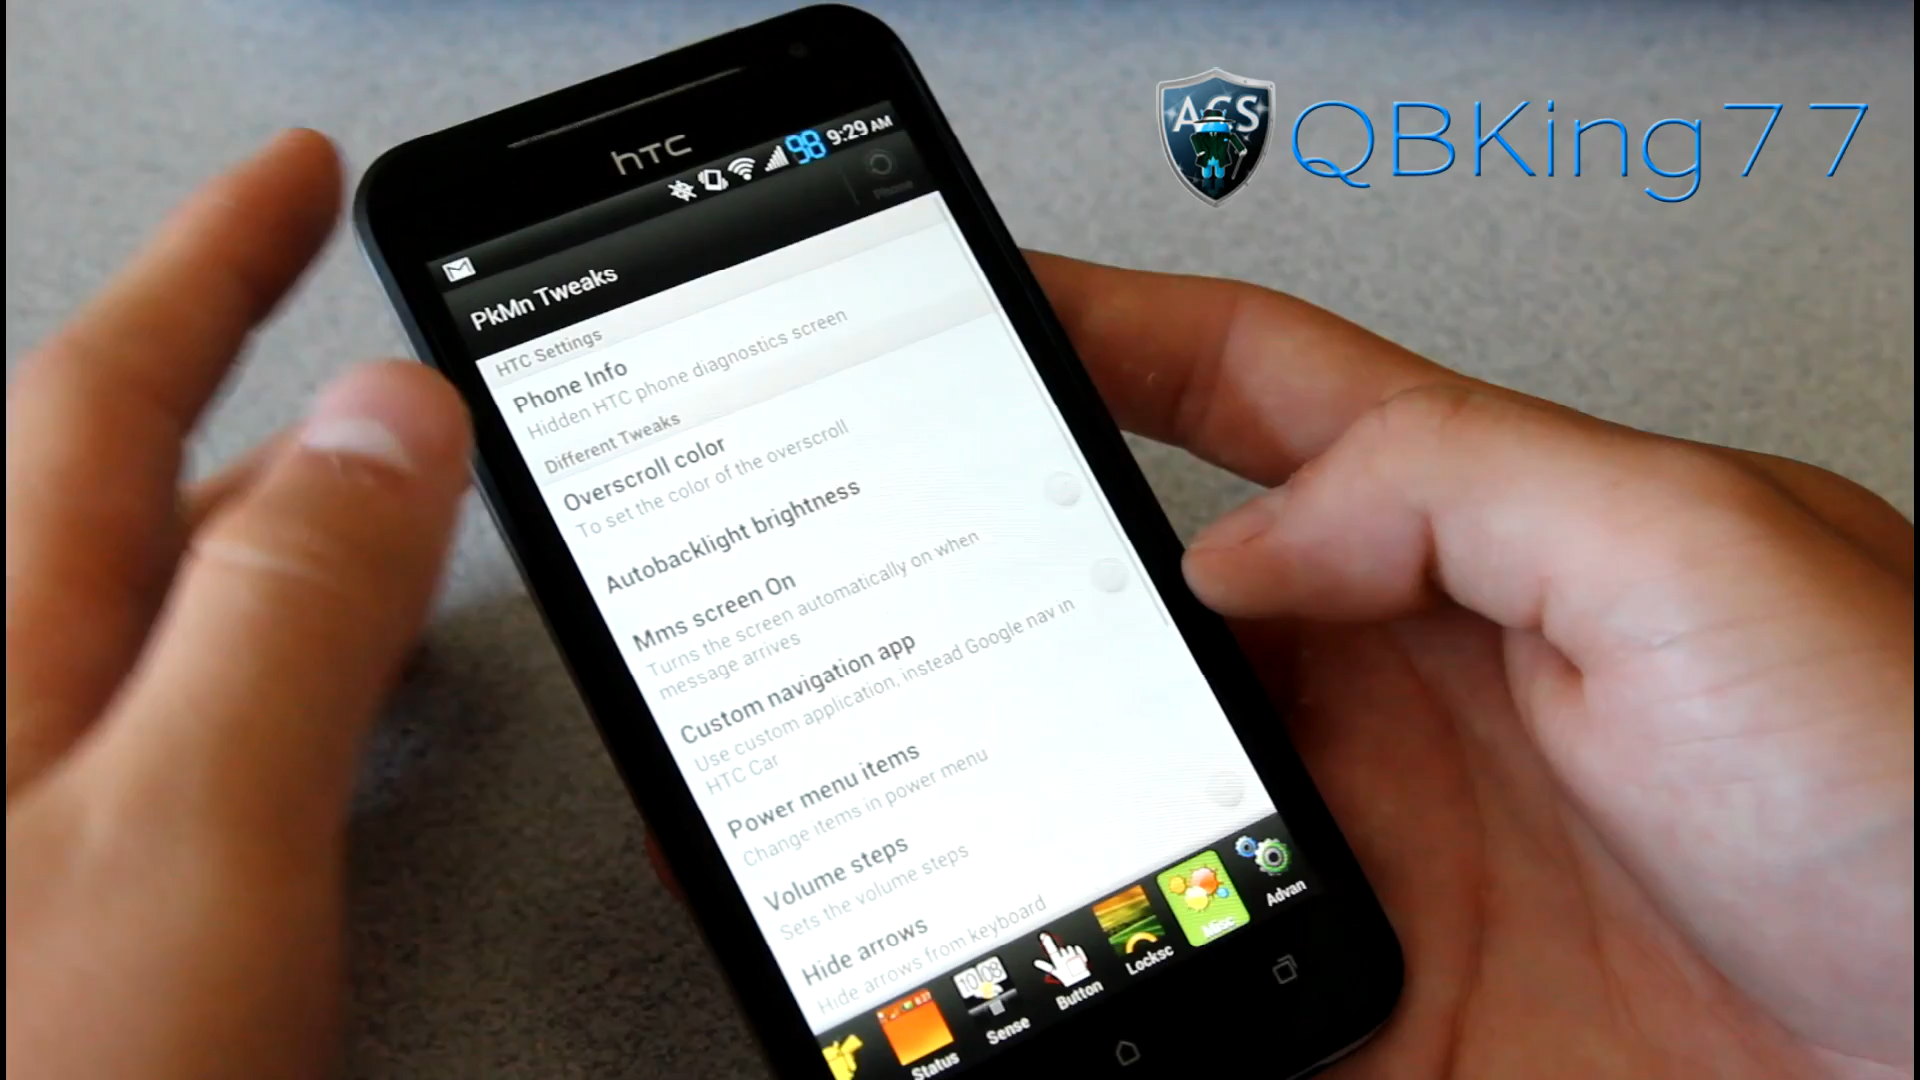 ACS
QBKing77
hTC
98 9:29 AM
Phone
PkMn Tweaks
HTC Settings
Phone Info
Hidden HTC phone diagnostics screen
Different Tweaks
Overscroll color
To set the color of the overscroll
Autobacklight brightness
Mms screen On
Turns the screen automatically on when
message arrives
Custom navigation app
Use custom application, instead Google nav in
HTC Car
Power menu items
Change items in power menu
Volume steps
Sets the volume steps
Hide arrows
Hide arrows from keyboard
Status
10:08
Sense
Button
Locksc
Misc
Advan